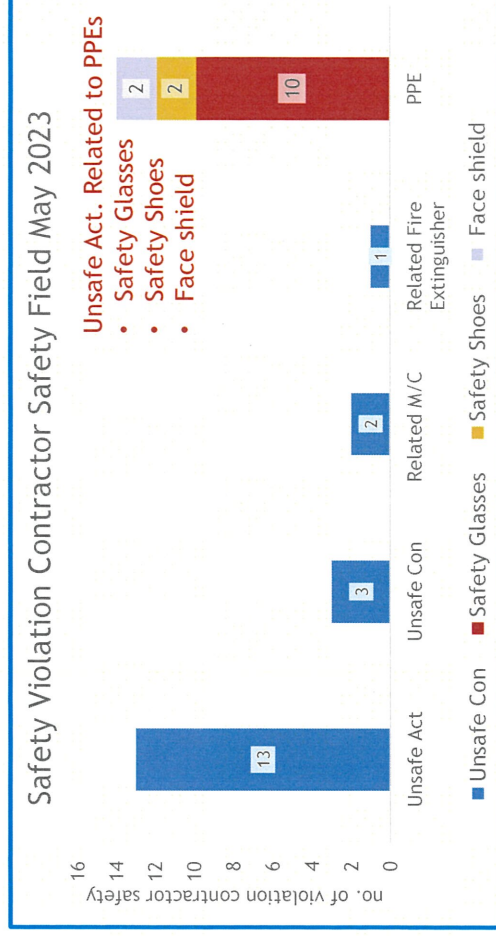 Safety Violation Contractor Safety Field May 2023
Unsafe Act. Related to PPEs
• Safety Glasses
• Safety Shoes
• Face shield
no. of violation contractor safety
16
14
12
10
8
6
4
2
0
13
3
2
1
2
2
10
Unsafe Act
Unsafe Con
Related M/C
Related Fire
Extinguisher
PPE
Unsafe Con
Safety Glasses
Safety Shoes
Face shield